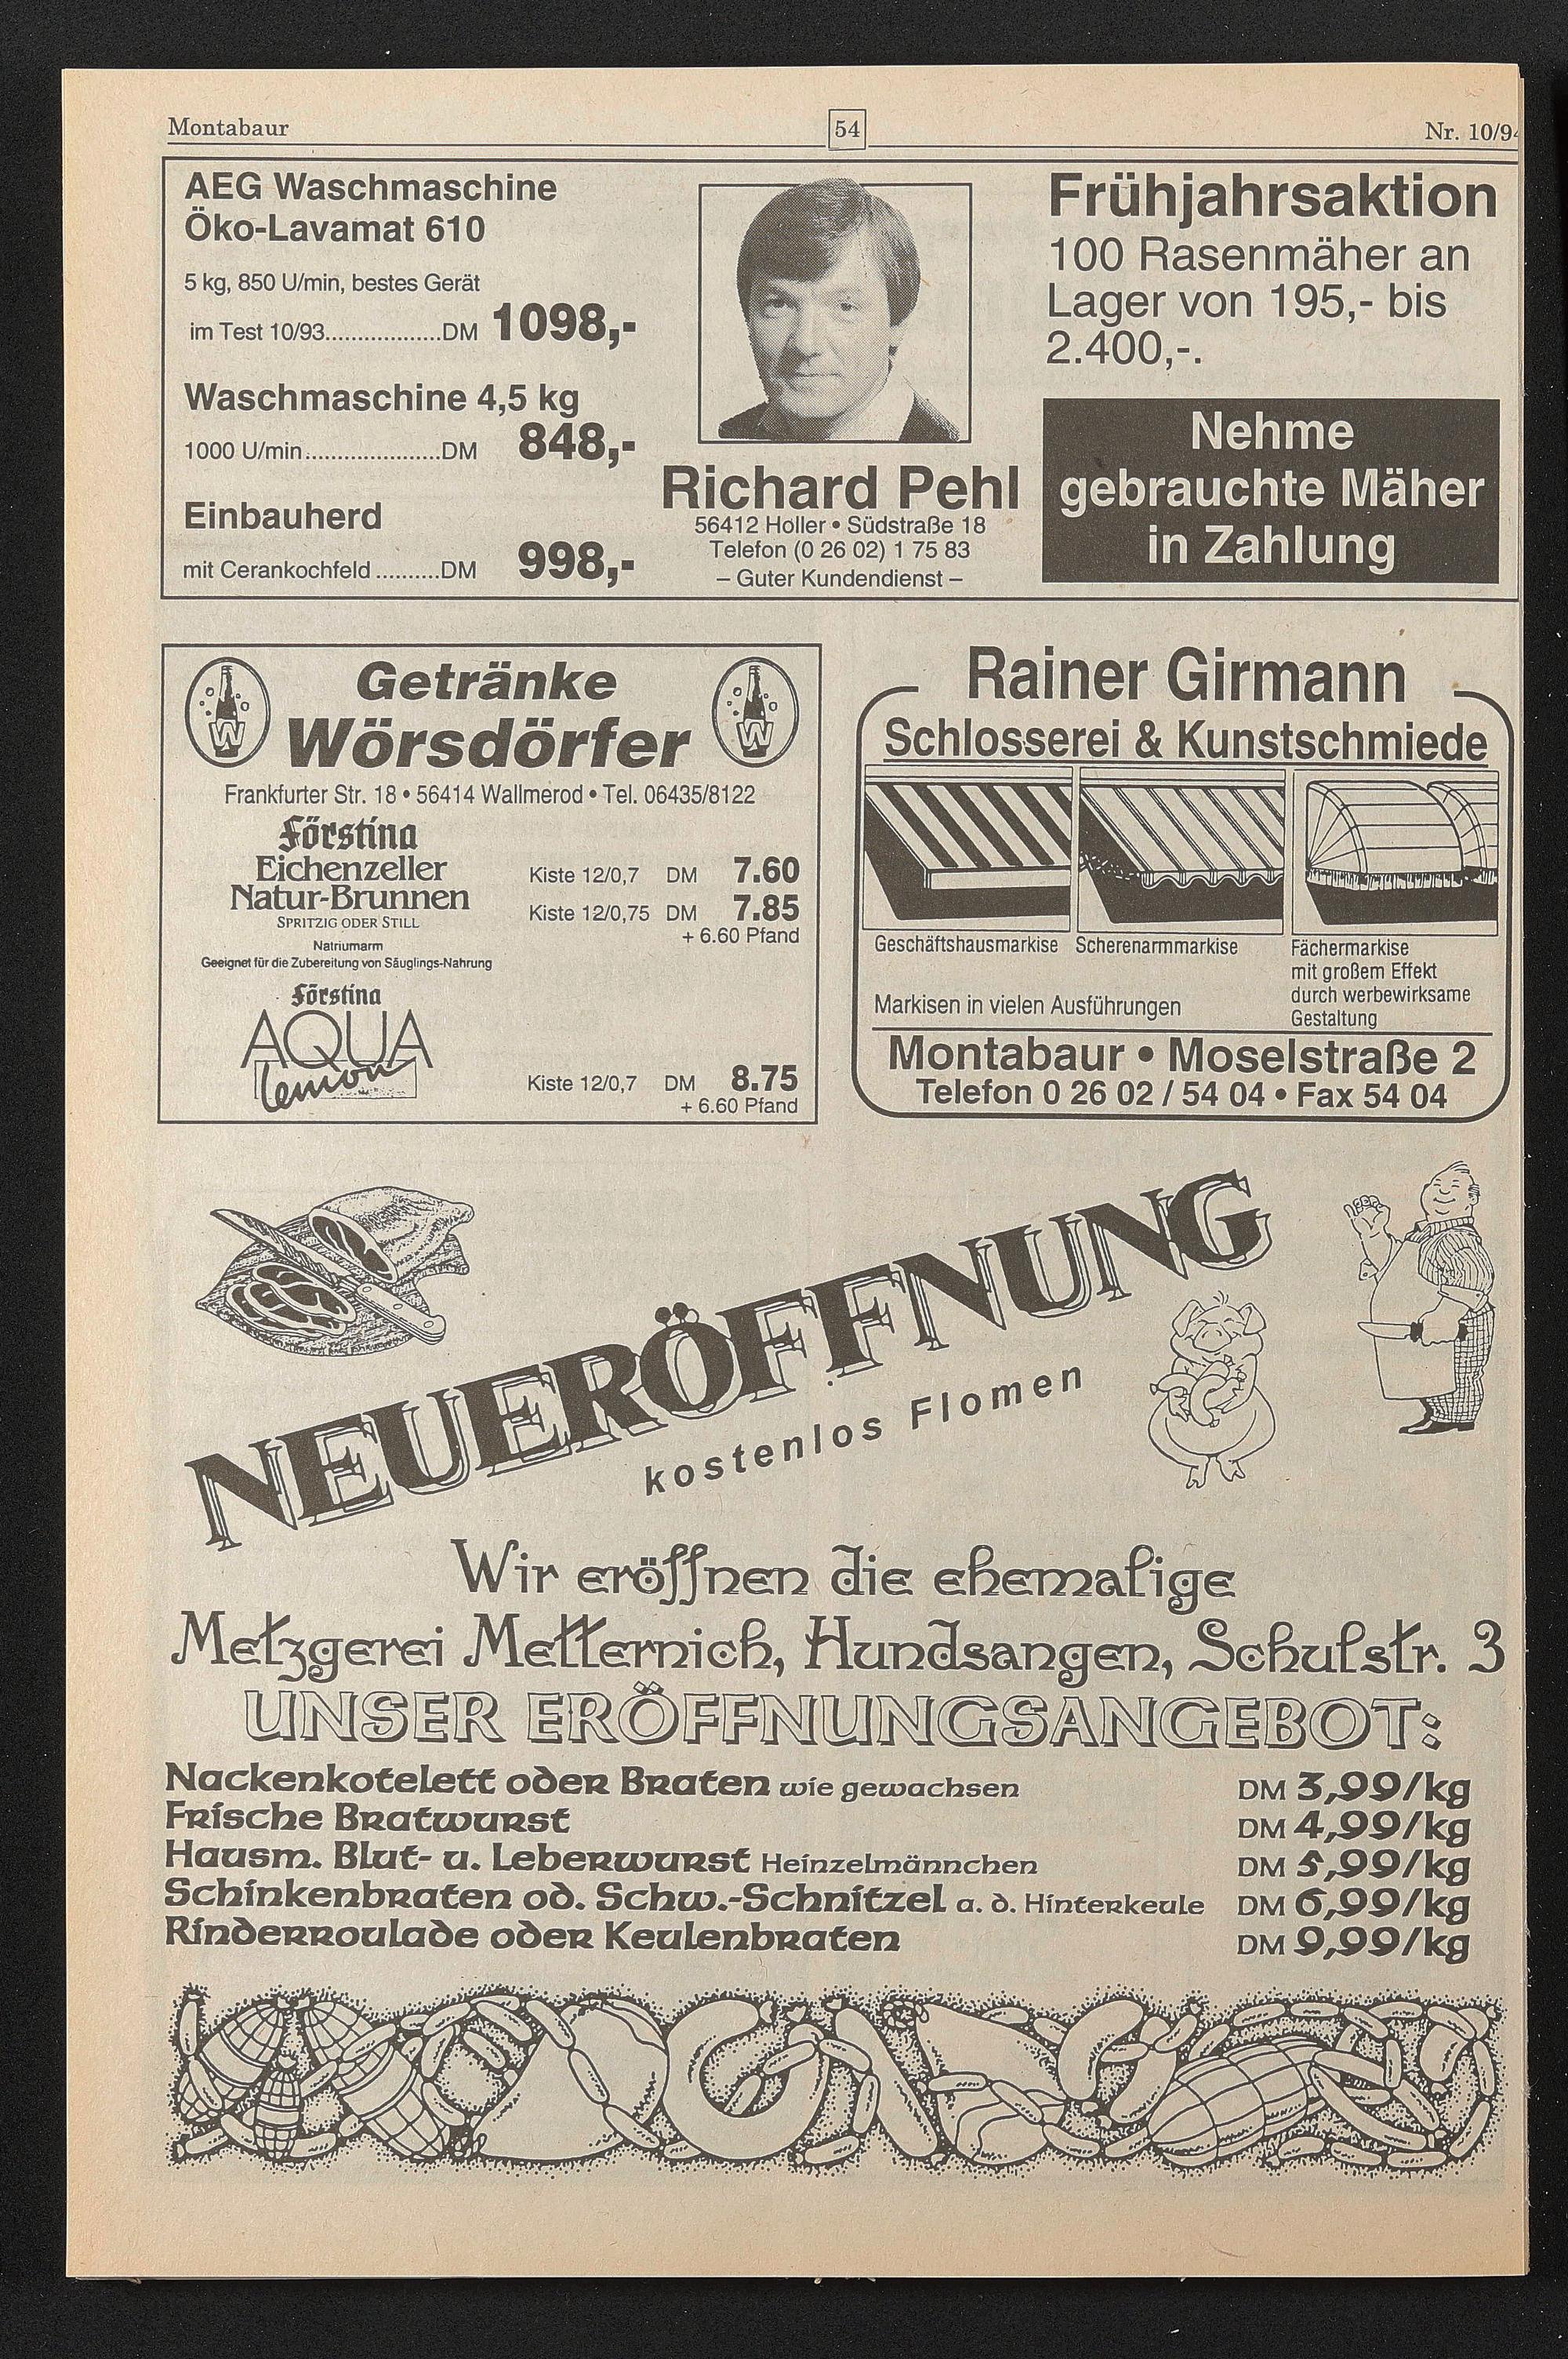 Montabaur
54
Nr. 10/94
AEG Waschmaschine
Öko-Lavamat 610
5 kg, 850 U/min, bestes Gerät
im Test 10/93..................DM 1098,-
Waschmaschine 4,5 kg
1000 U/min.....................DM 848,-
Einbauherd
mit Cerankochfeld ..........DM 998,-
Richard Pehl
56412 Holler • Südstraße 18
Telefon (0 26 02) 1 75 83
– Guter Kundendienst –
Frühjahrsaktion
100 Rasenmäher an
Lager von 195,- bis
2.400,-.
Nehme
gebrauchte Mäher
in Zahlung
Getränke
Wörsdörfer
W
W
Frankfurter Str. 18 • 56414 Wallmerod • Tel. 06435/8122
Förstina
Eichenzeller
Natur-Brunnen
SPRITZIG ODER STILL
Natriumarm
Geeignet für die Zubereitung von Säuglings-Nahrung
Kiste 12/0,7 DM 7.60
Kiste 12/0,75 DM 7.85
+ 6.60 Pfand
Förstina
AQUA
lemon
Kiste 12/0,7 DM 8.75
+ 6.60 Pfand
Rainer Girmann
Schlosserei & Kunstschmiede
Geschäftshausmarkise
Scherenarmmarkise
Fächermarkise
mit großem Effekt
durch werbewirksame
Gestaltung
Markisen in vielen Ausführungen
Montabaur • Moselstraße 2
Telefon 0 26 02 / 54 04 • Fax 54 04
NEUERÖFFNUNG
kostenlos Flomen
Wir eröffnen die ehemalige
Metzgerei Metternich, Hundsangen, Schulstr. 3
UNSER ERÖFFNUNGSANGEBOT:
Nackenkotelett oder Braten wie gewachsen DM 3,99/kg
Frische Bratwurst DM 4,99/kg
Hausm. Blut- u. Leberwurst Heinzelmännchen DM 5,99/kg
Schinkenbraten od. Schw.-Schnitzel a. d. Hinterkeule DM 6,99/kg
Rinderroulade oder Keulenbraten DM 9,99/kg